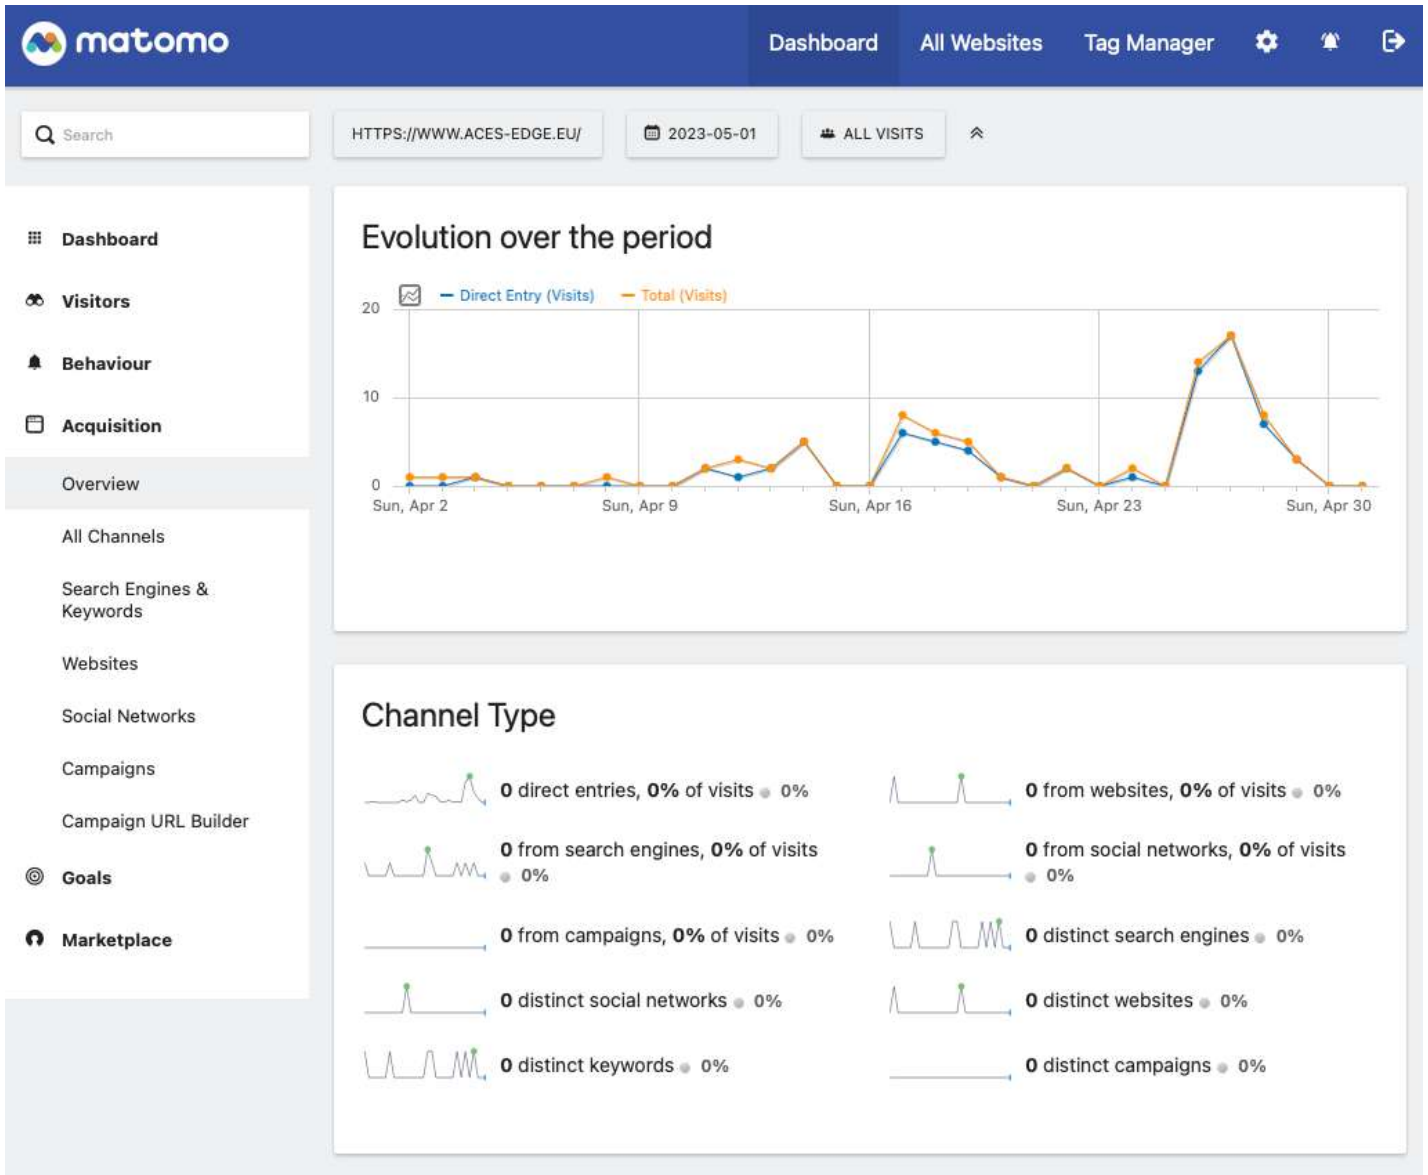 matomo
Dashboard
All Websites
Tag Manager
Search
HTTPS://WWW.ACES-EDGE.EU/
2023-05-01
ALL VISITS
Dashboard
Visitors
Behaviour
Acquisition
Overview
All Channels
Search Engines &
Keywords
Websites
Social Networks
Campaigns
Campaign URL Builder
Goals
Marketplace
Evolution over the period
Direct Entry (Visits)
Total (Visits)
20
10
0
Sun, Apr 2
Sun, Apr 9
Sun, Apr 16
Sun, Apr 23
Sun, Apr 30
Channel Type
0 direct entries, 0% of visits 0%
0 from websites, 0% of visits 0%
0 from search engines, 0% of visits
0%
0 from social networks, 0% of visits
0%
0 from campaigns, 0% of visits 0%
0 distinct search engines 0%
0 distinct social networks 0%
0 distinct websites 0%
0 distinct keywords 0%
0 distinct campaigns 0%